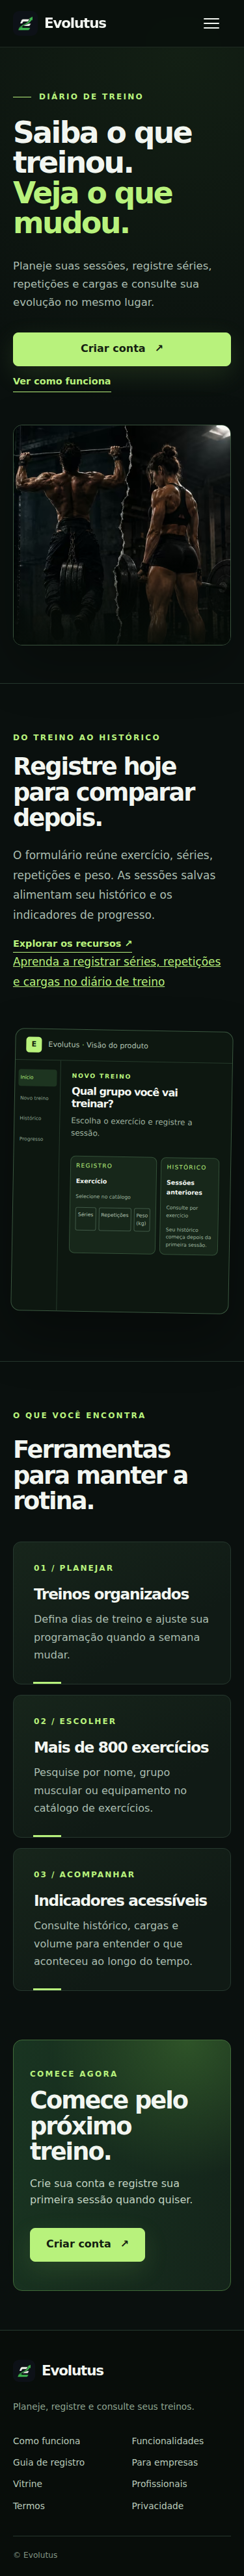 Evolutus
DIÁRIO DE TREINO
Saiba o que
treinou.
Veja o que
mudou.
Planeje suas sessões, registre séries,
repetições e cargas e consulte sua
evolução no mesmo lugar.
Criar conta ↗
Ver como funciona
DO TREINO AO HISTÓRICO
Registre hoje
para comparar
depois.
O formulário reúne exercício, séries,
repetições e peso. As sessões salvas
alimentam seu histórico e os
indicadores de progresso.
Explorar os recursos ↗
Aprenda a registrar séries, repetições
e cargas no diário de treino
E Evolutus · Visão do produto
Início
Novo treino
Histórico
Progresso
NOVO TREINO
Qual grupo você vai
treinar?
Escolha o exercício e registre a
sessão.
REGISTRO
Exercício
Selecione no catálogo
Séries
Repetições
Peso
(kg)
HISTÓRICO
Sessões
anteriores
Consulte por
exercício
Seu histórico
começa depois da
primeira sessão.
O QUE VOCÊ ENCONTRA
Ferramentas
para manter a
rotina.
01 / PLANEJAR
Treinos organizados
Defina dias de treino e ajuste sua
programação quando a semana
mudar.
02 / ESCOLHER
Mais de 800 exercícios
Pesquise por nome, grupo
muscular ou equipamento no
catálogo de exercícios.
03 / ACOMPANHAR
Indicadores acessíveis
Consulte histórico, cargas e
volume para entender o que
aconteceu ao longo do tempo.
COMECE AGORA
Comece pelo
próximo
treino.
Crie sua conta e registre sua
primeira sessão quando quiser.
Criar conta ↗
Evolutus
Planeje, registre e consulte seus treinos.
Como funciona
Funcionalidades
Guia de registro
Para empresas
Vitrine
Profissionais
Termos
Privacidade
© Evolutus